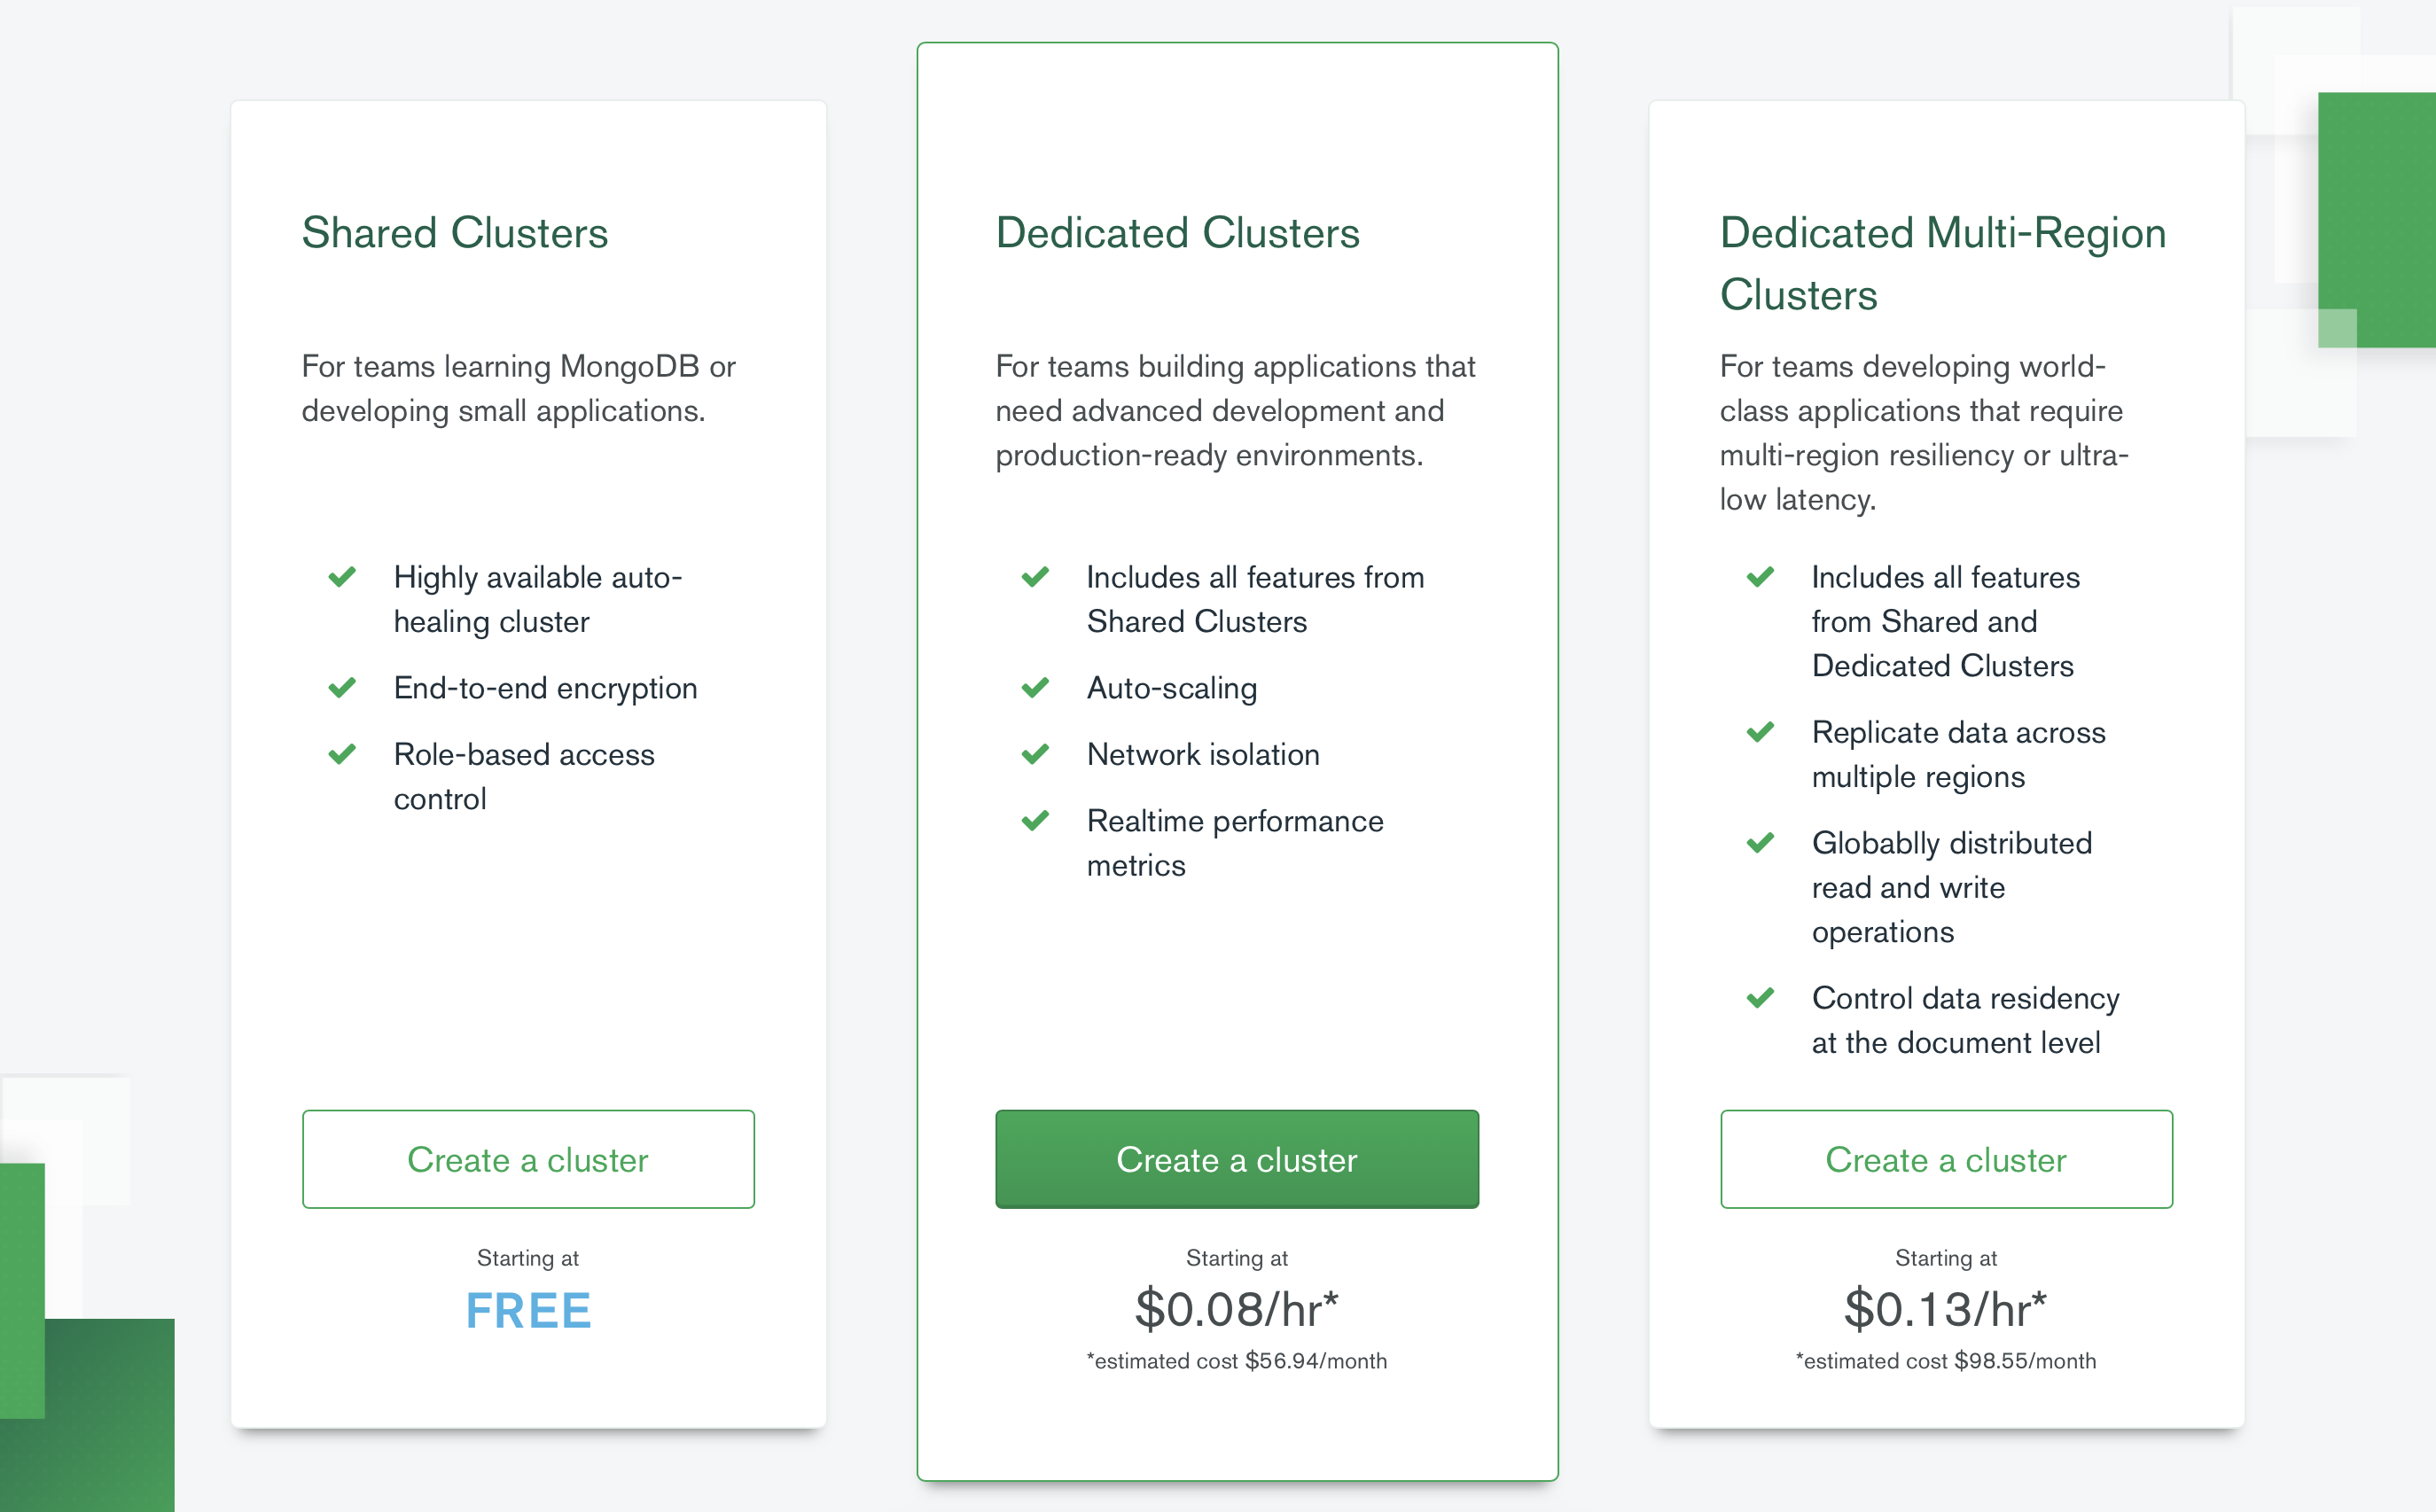 Shared Clusters
For teams learning MongoDB or
developing small applications.
Highly available auto-
healing cluster
End-to-end encryption
Role-based access
control
Create a cluster
Starting at
FREE
Dedicated Clusters
For teams building applications that
need advanced development and
production-ready environments.
Includes all features from
Shared Clusters
Auto-scaling
Network isolation
Realtime performance
metrics
Create a cluster
Starting at
$0.08/hr*
*estimated cost $56.94/month
Dedicated Multi-Region
Clusters
For teams developing world-
class applications that require
multi-region resiliency or ultra-
low latency.
Includes all features
from Shared and
Dedicated Clusters
Replicate data across
multiple regions
Globablly distributed
read and write
operations
Control data residency
at the document level
Create a cluster
Starting at
$0.13/hr*
*estimated cost $98.55/month